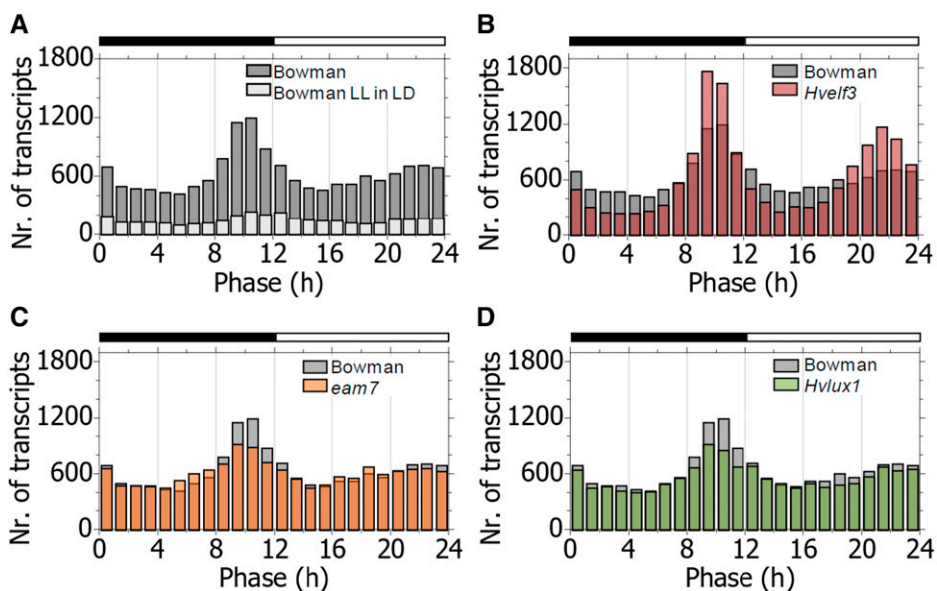 A
Nr. of transcripts
1800
1200
600
0
Bowman
Bowman LL in LD
0 4 8 12 16 20 24
Phase (h)
B
Nr. of transcripts
1800
1200
600
0
Bowman
Hvelf3
0 4 8 12 16 20 24
Phase (h)
C
Nr. of transcripts
1800
1200
600
0
Bowman
eam7
0 4 8 12 16 20 24
Phase (h)
D
Nr. of transcripts
1800
1200
600
0
Bowman
Hvlux1
0 4 8 12 16 20 24
Phase (h)